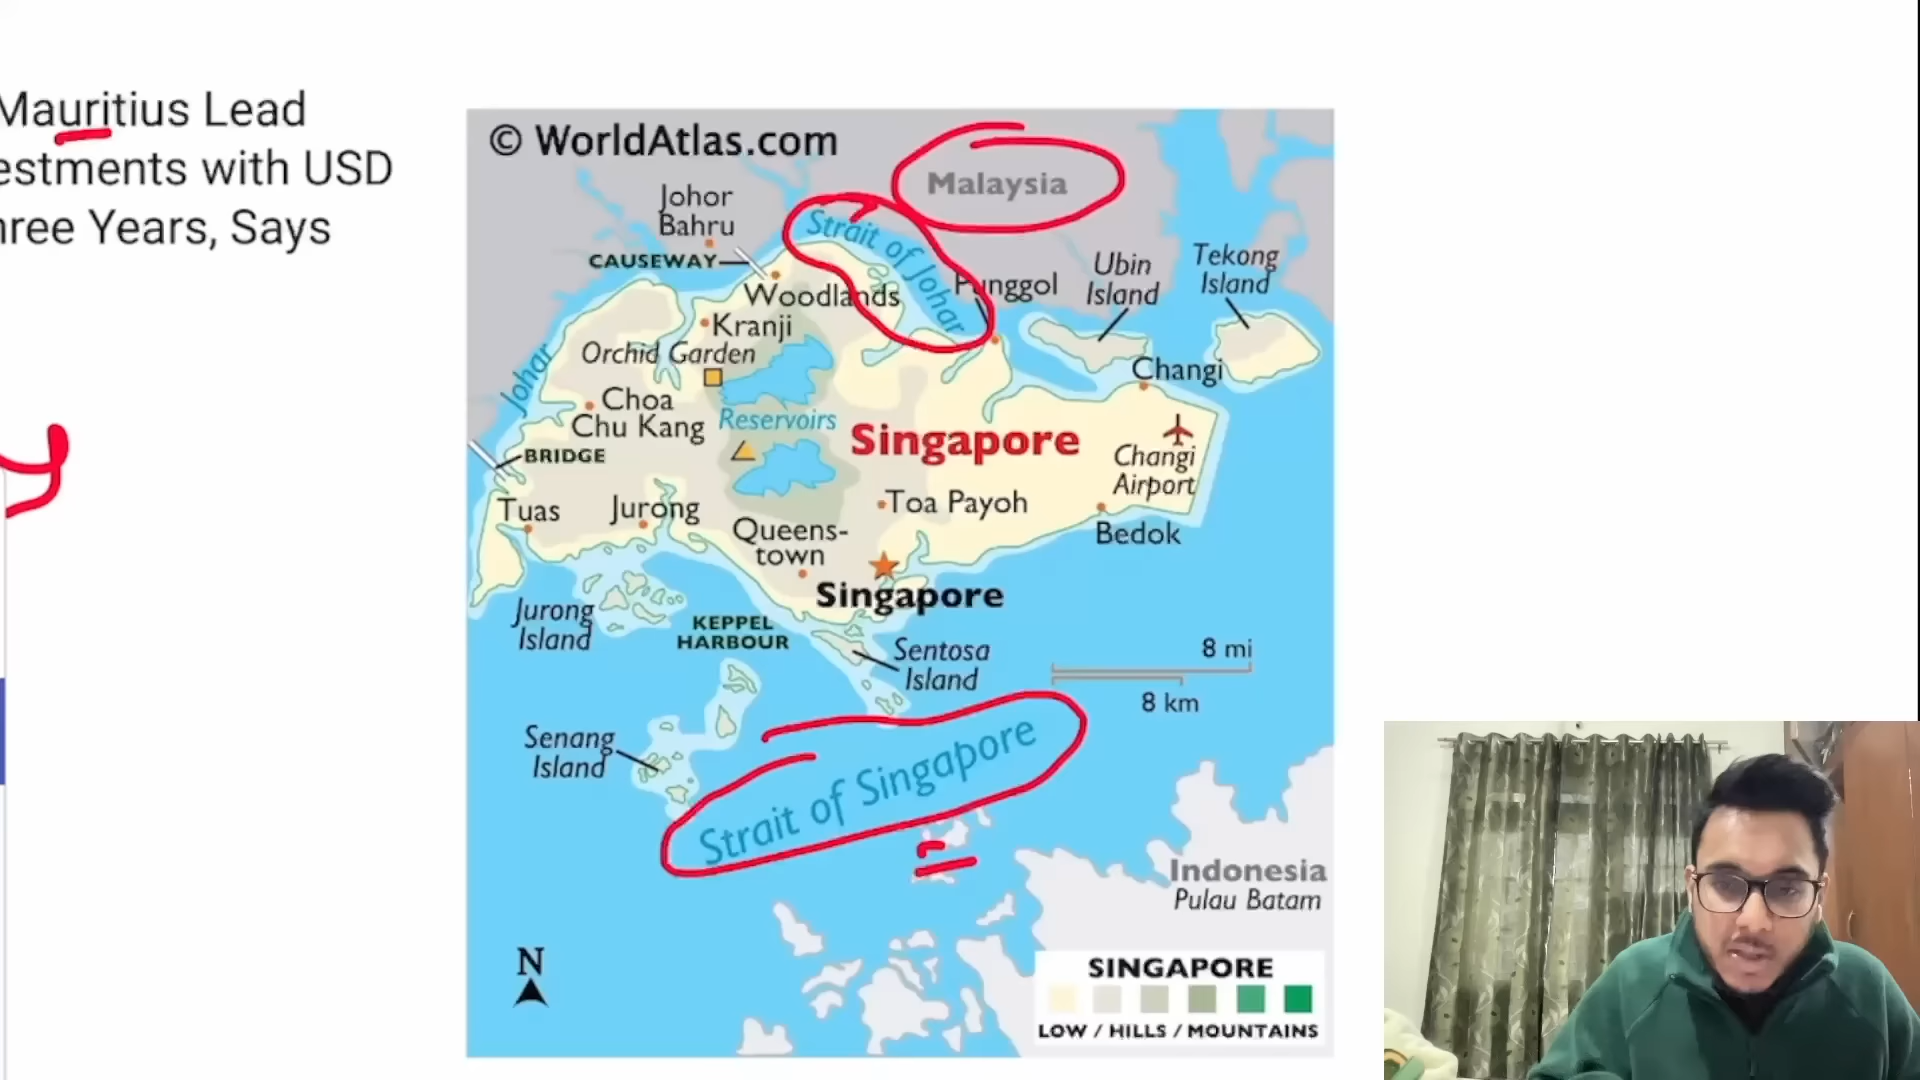 Mauritius Lead
estments with USD
hree Years, Says
© WorldAtlas.com
Malaysia
Johor
Bahru
Strait of Johar
CAUSEWAY
Woodlands
Punggol
Ubin
Island
Tekong
Island
Kranji
Orchid Garden
Johar
Choa
Chu Kang
Reservoirs
Singapore
Changi
Changi
Airport
BRIDGE
Tuas
Jurong
Queens-
town
Toa Payoh
Bedok
Singapore
Jurong
Island
KEPPEL
HARBOUR
Sentosa
Island
8 mi
8 km
Senang
Island
Strait of Singapore
Indonesia
Pulau Batam
N
SINGAPORE
LOW / HILLS / MOUNTAINS